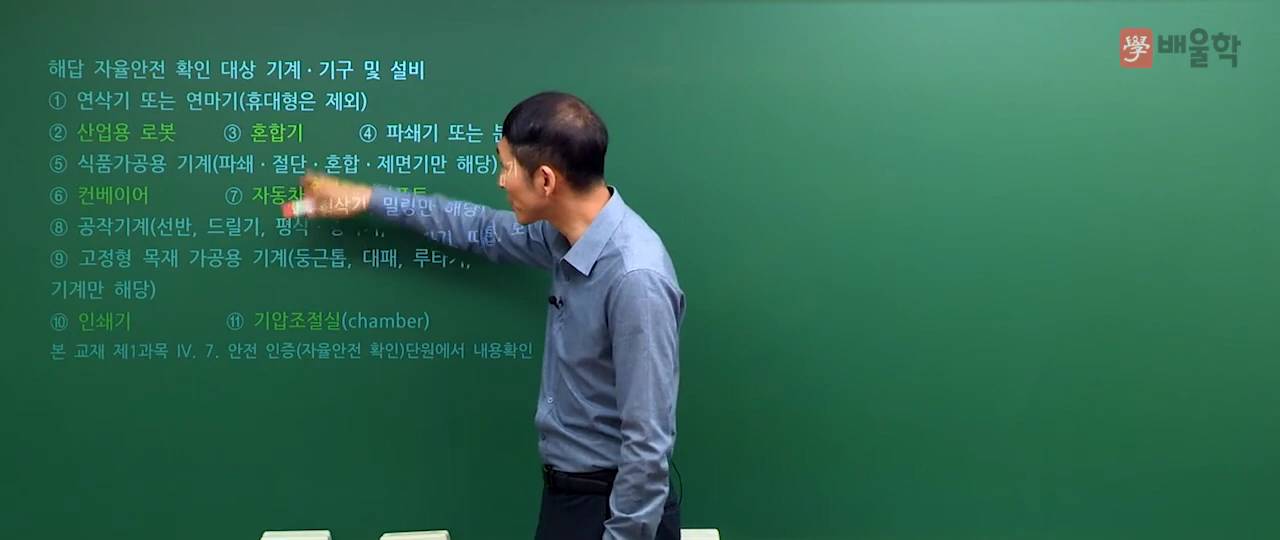 배울학
해답 자율안전 확인 대상 기계·기구 및 설비
① 연삭기 또는 연마기(휴대형은 제외)
② 산업용 로봇 ③ 혼합기 ④ 파쇄기 또는
⑤ 식품가공용 기계(파쇄·절단·혼합·제면기만 해당)
⑥ 컨베이어 ⑦ 자동차
⑧ 공작기계(선반, 드릴기, 평삭· 밀링만 해당)
⑨ 고정형 목재 가공용 기계(둥근톱, 대패, 루타기,
기계만 해당)
⑩ 인쇄기 ⑪ 기압조절실(chamber)
본 교재 제1과목 Ⅳ. 7. 안전 인증(자율안전 확인)단원에서 내용확인